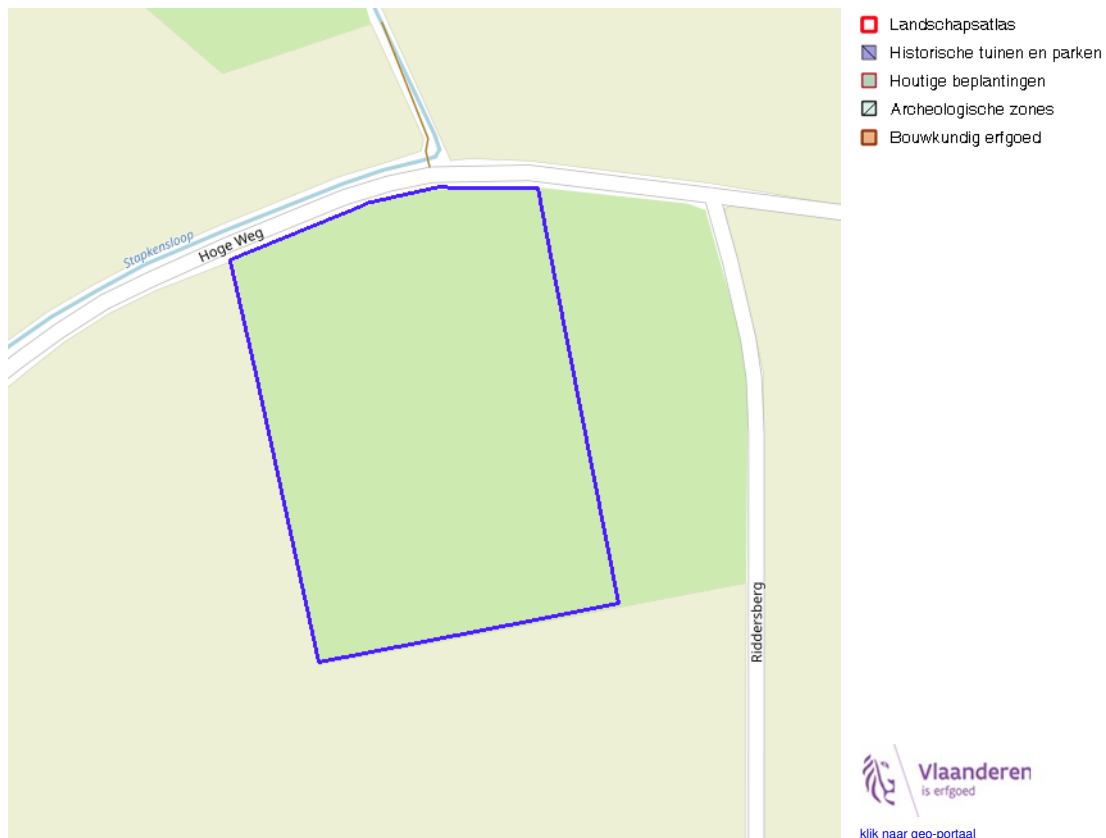 Stapkensloop
Hoge Weg
Riddersberg
Landschapsatlas
Historische tuinen en parken
Houtige beplantingen
Archeologische zones
Bouwkundig erfgoed
Vlaanderen
is erfgoed
klik naar geo-portaal